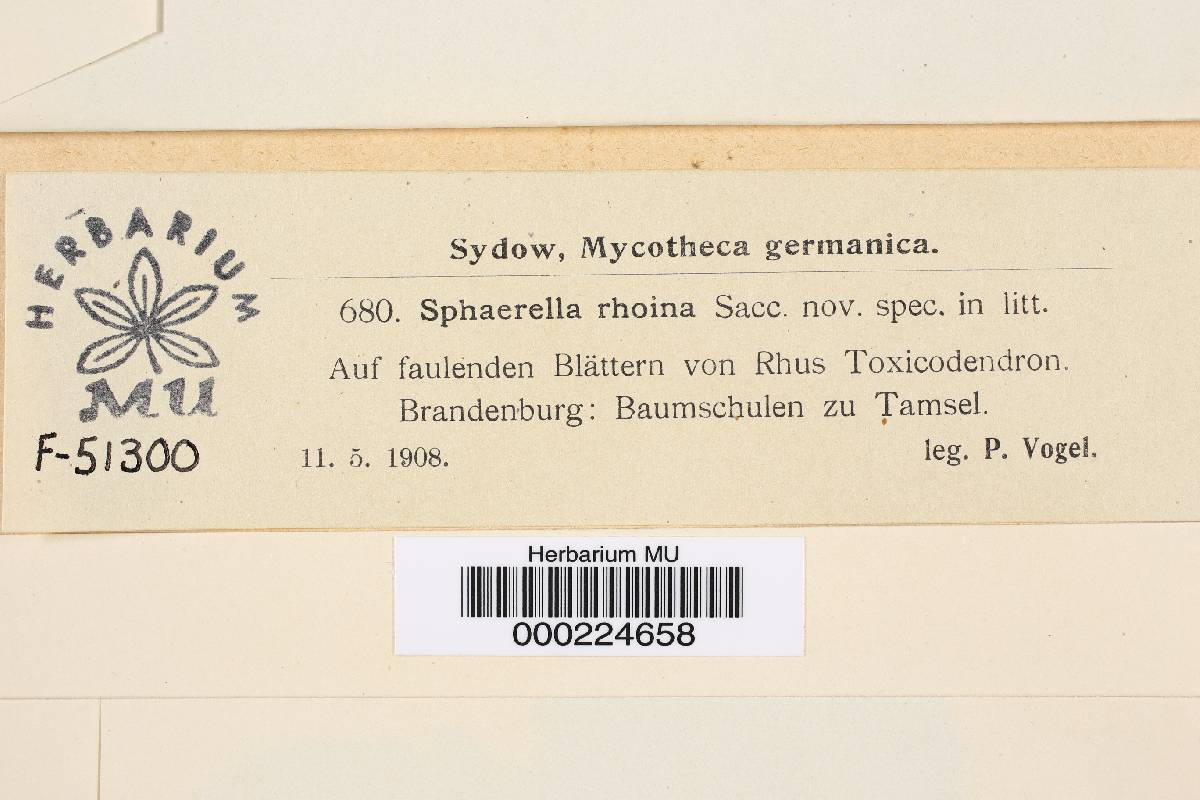 HERBARIUM
MU
F-51300
Sydow, Mycotheca germanica.
680. Sphaerella rhoina Sacc. nov. spec. in litt.
Auf faulenden Blättern von Rhus Toxicodendron.
Brandenburg: Baumschulen zu Tamsel.
11. 5. 1908.
leg. P. Vogel.
Herbarium MU
000224658